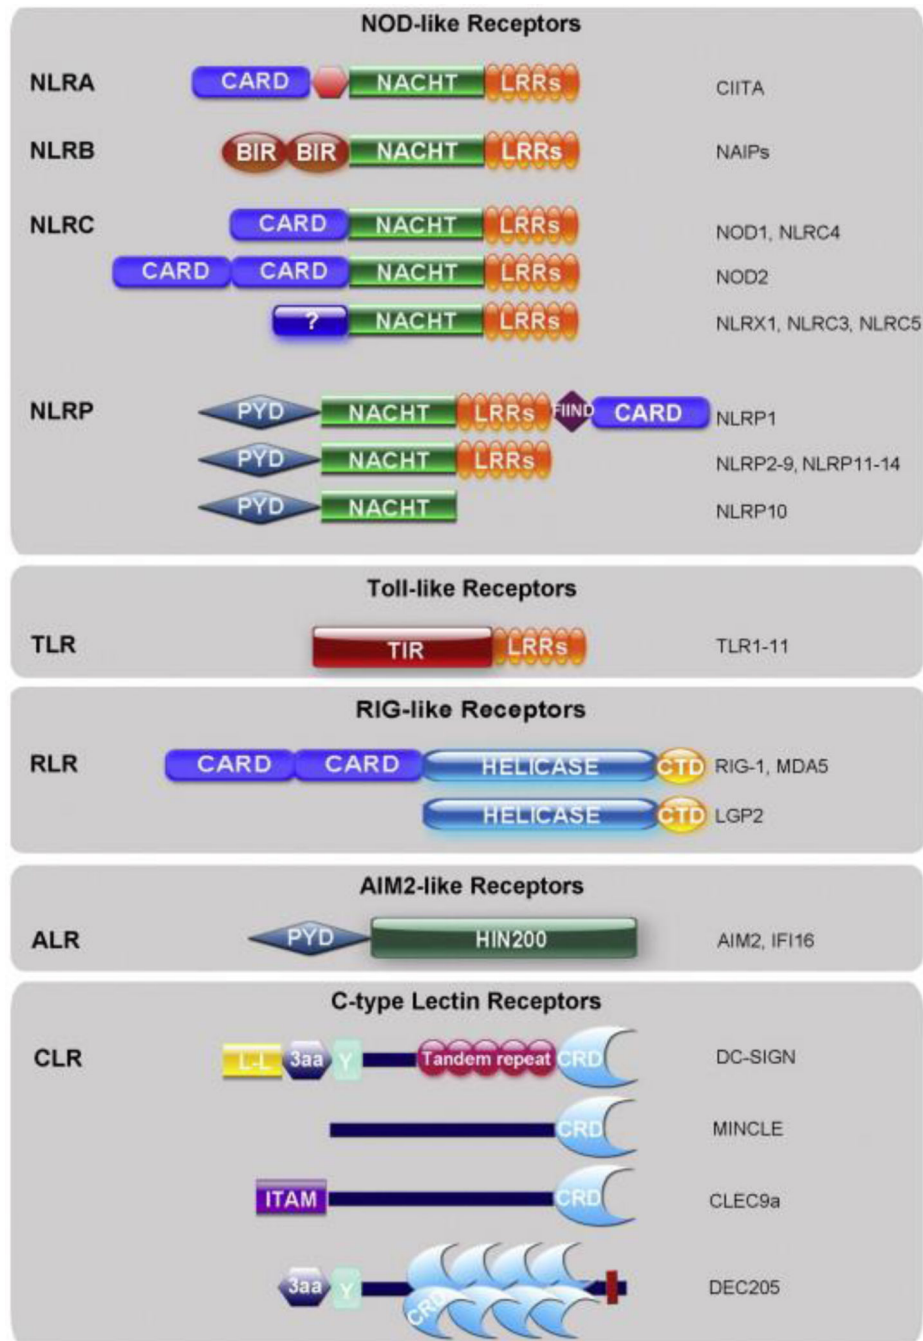 NOD-like Receptors
NLRA CARD NACHT LRRs CIITA
NLRB BIR BIR NACHT LRRs NAIPs
NLRC CARD NACHT LRRs NOD1, NLRC4
CARD CARD NACHT LRRs NOD2
? NACHT LRRs NLRX1, NLRC3, NLRC5
NLRP PYD NACHT LRRs FIIND CARD NLRP1
PYD NACHT LRRs NLRP2-9, NLRP11-14
PYD NACHT NLRP10
Toll-like Receptors
TLR TIR LRRs TLR1-11
RIG-like Receptors
RLR CARD CARD HELICASE CTD RIG-1, MDA5
HELICASE CTD LGP2
AIM2-like Receptors
ALR PYD HIN200 AIM2, IFI16
C-type Lectin Receptors
CLR L-L 3aa Y Tandem repeat CRD DC-SIGN
CRD MINCLE
ITAM CRD CLEC9a
3aa Y CRD DEC205